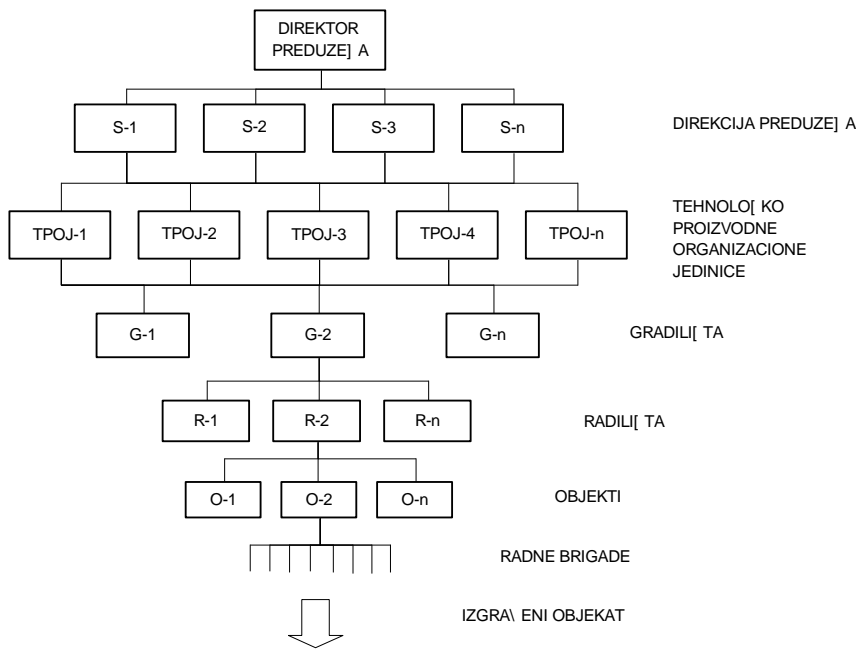 DIREKTOR
PREDUZE] A
S-1
S-2
S-3
S-n
DIREKCIJA PREDUZE] A
TPOJ-1
TPOJ-2
TPOJ-3
TPOJ-4
TPOJ-n
TEHNOLO[ KO
PROIZVODNE
ORGANIZACIONE
JEDINICE
G-1
G-2
G-n
GRADILI[ TA
R-1
R-2
R-n
RADILI[ TA
O-1
O-2
O-n
OBJEKTI
RADNE BRIGADE
IZGRA\ ENI OBJEKAT